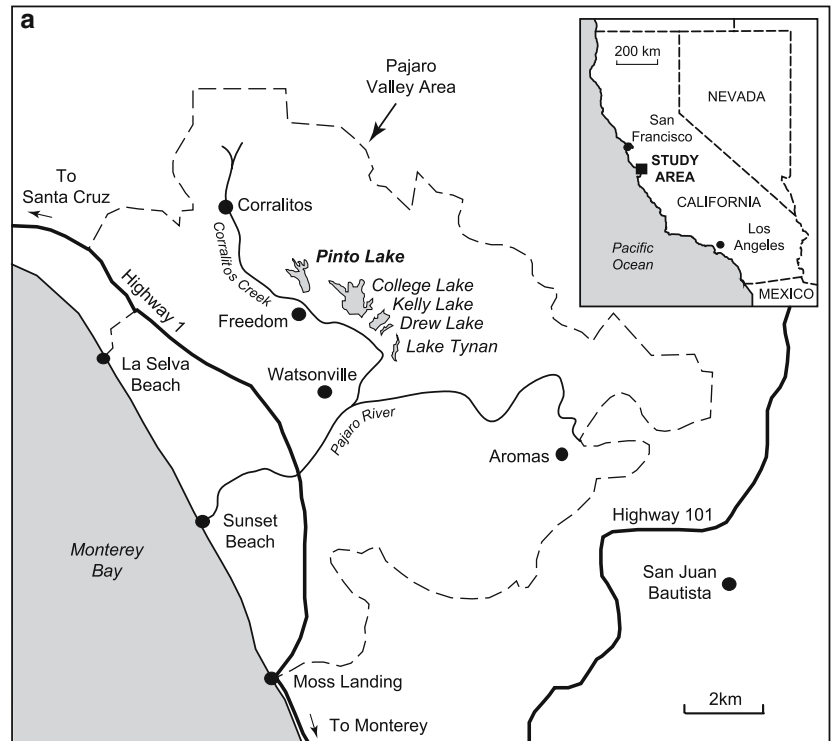 a
Pajaro
Valley Area
To
Santa Cruz
Corralitos
Corralitos Creek
Pinto Lake
College Lake
Kelly Lake
Drew Lake
Lake Tynan
Highway 1
Freedom
La Selva
Beach
Watsonville
Pajaro River
Aromas
Sunset
Beach
Monterey
Bay
Highway 101
San Juan
Bautista
Moss Landing
To Monterey
2km
200 km
NEVADA
San
Francisco
STUDY
AREA
CALIFORNIA
Los
Angeles
Pacific
Ocean
MEXICO